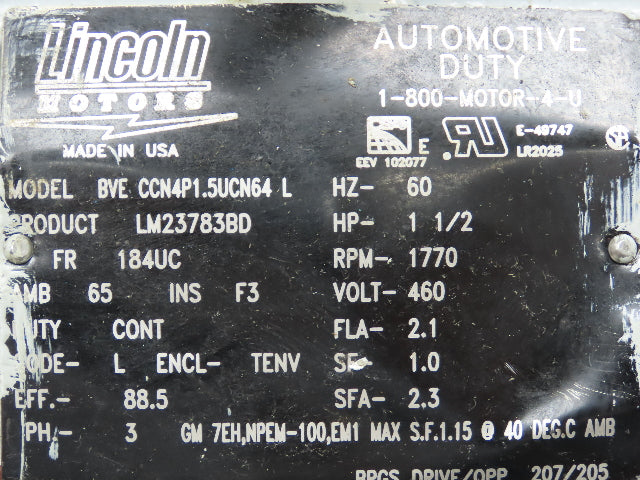 Lincoln
MOTORS
MADE IN USA
AUTOMOTIVE
DUTY
1-800-MOTOR-4-U
E
EEV 102077
E-49747
LR2025
MODEL BVE CCN4P1.5UCN64 L
HZ- 60
PRODUCT LM23783BD
HP- 1 1/2
FR 184UC
RPM- 1770
AMB 65 INS F3
VOLT- 460
DUTY CONT
FLA- 2.1
CODE- L ENCL- TENV
SF- 1.0
EFF.- 88.5
SFA- 2.3
PH.- 3 GM 7EH,NPEM-100,EM1 MAX S.F.1.15 @ 40 DEG.C AMB
BRGS DRIVE/OPP 207/205